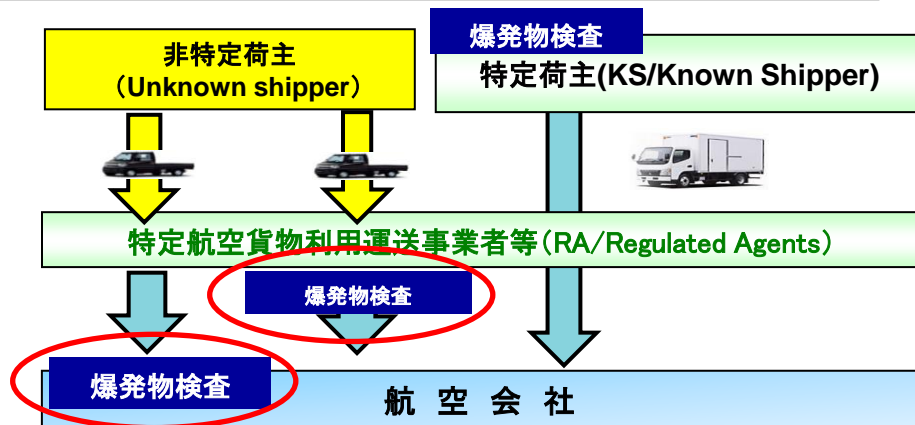 非特定荷主
（Unknown shipper）
爆発物検査
特定荷主(KS/Known Shipper)
特定航空貨物利用運送事業者等（RA/Regulated Agents）
爆発物検査
爆発物検査
航 空 会 社